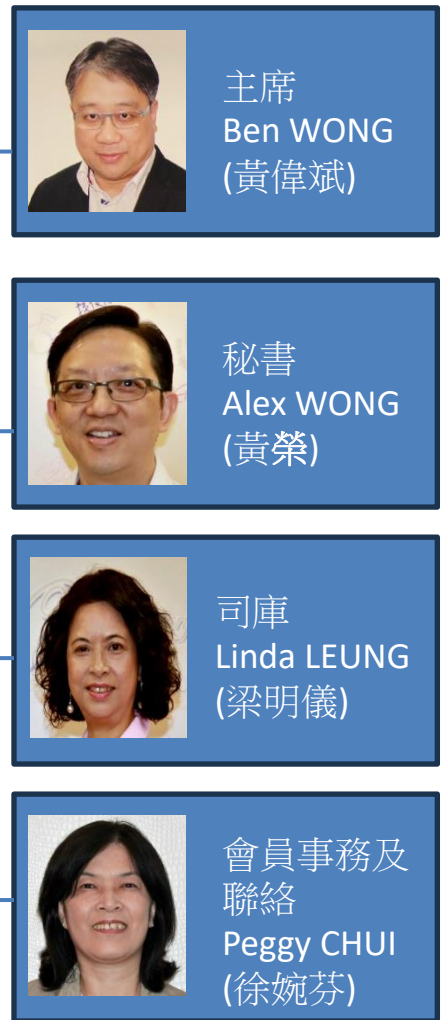 主席
Ben WONG
(黃偉斌)
秘書
Alex WONG
(黃榮)
司庫
Linda LEUNG
(梁明儀)
會員事務及
聯絡
Peggy CHUI
(徐婉芬)